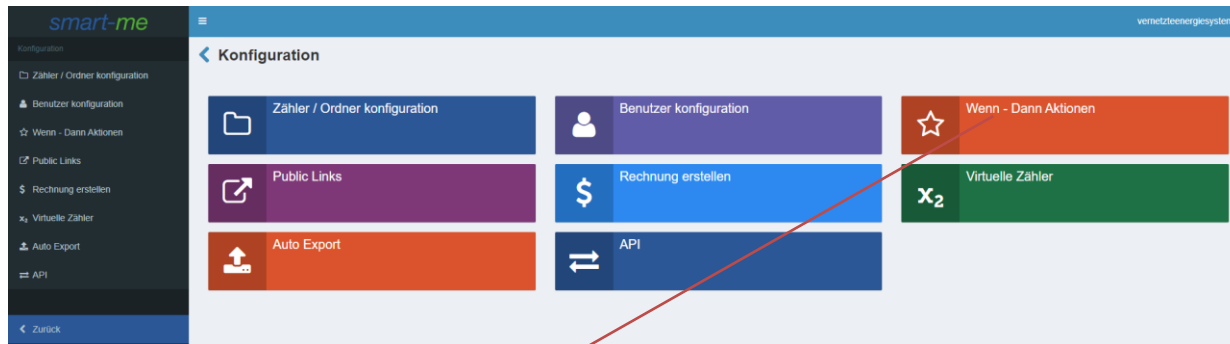 smart-me
vernetzteenergiesystem
Konfiguration
Zähler / Ordner konfiguration
Benutzer konfiguration
Wenn - Dann Aktionen
Public Links
$ Rechnung erstellen
x₂ Virtuelle Zähler
Auto Export
API
Zurück
Konfiguration
Zähler / Ordner konfiguration
Benutzer konfiguration
Wenn - Dann Aktionen
Public Links
$ Rechnung erstellen
x₂ Virtuelle Zähler
Auto Export
API